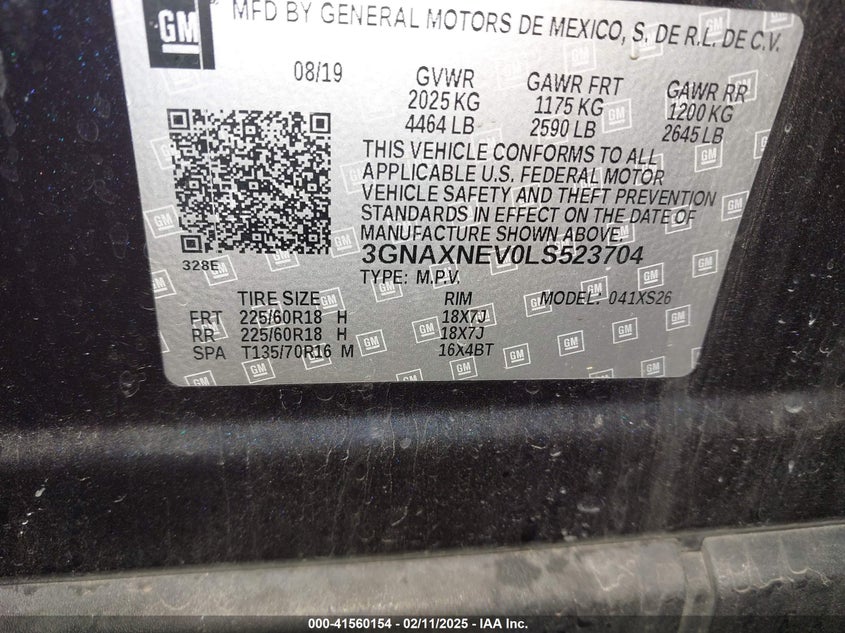 GM
MFD BY GENERAL MOTORS DE MEXICO, S. DE R.L. DE C.V.
08/19 GVWR GAWR FRT GAWR RR
2025 KG 1175 KG 1200 KG
4464 LB 2590 LB 2645 LB
THIS VEHICLE CONFORMS TO ALL
APPLICABLE U.S. FEDERAL MOTOR
VEHICLE SAFETY AND THEFT PREVENTION
STANDARDS IN EFFECT ON THE DATE OF
MANUFACTURE SHOWN ABOVE.
3GNAXNEV0LS523704
328E
TYPE: M.P.V.
TIRE SIZE RIM MODEL: 041XS26
FRT 225/60R18 H 18X7J
RR 225/60R18 H 18X7J
SPA T135/70R16 M 16X4BT
000-41560154 - 02/11/2025 - IAA Inc.